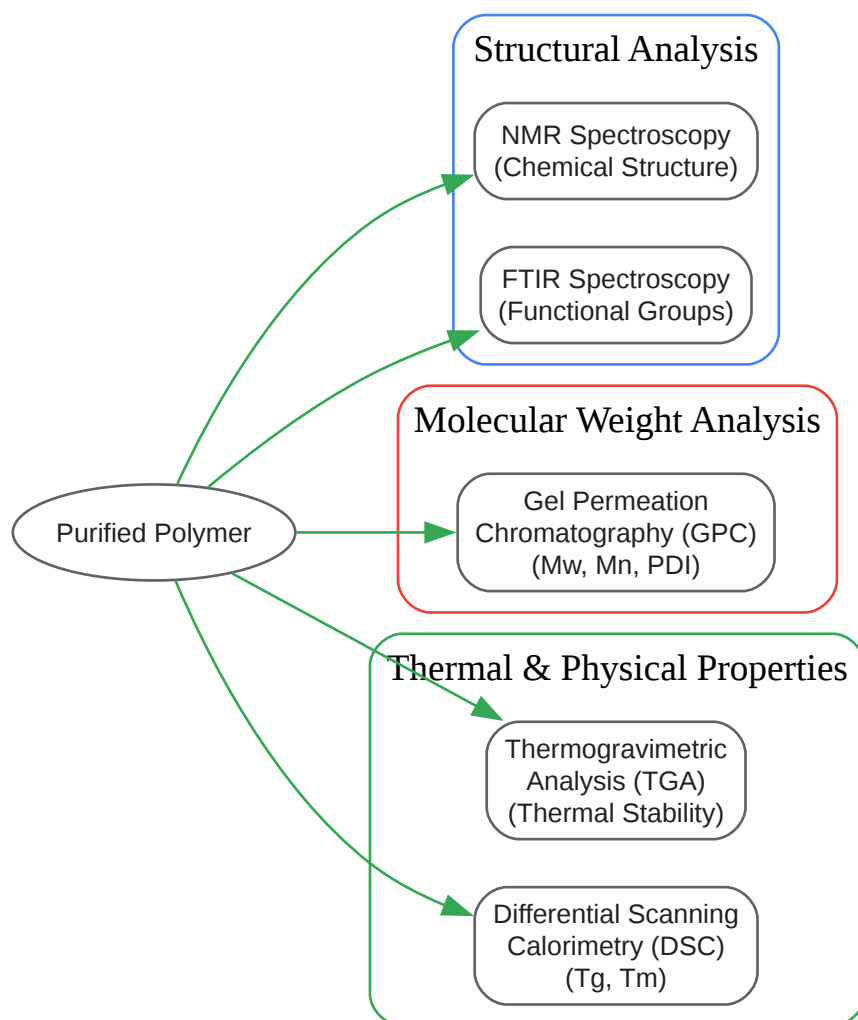 Structural Analysis
NMR Spectroscopy
(Chemical Structure)
FTIR Spectroscopy
(Functional Groups)
Molecular Weight Analysis
Gel Permeation
Chromatography (GPC)
(Mw, Mn, PDI)
Purified Polymer
Thermal & Physical Properties
Thermogravimetric
Analysis (TGA)
(Thermal Stability)
Differential Scanning
Calorimetry (DSC)
(Tg, Tm)